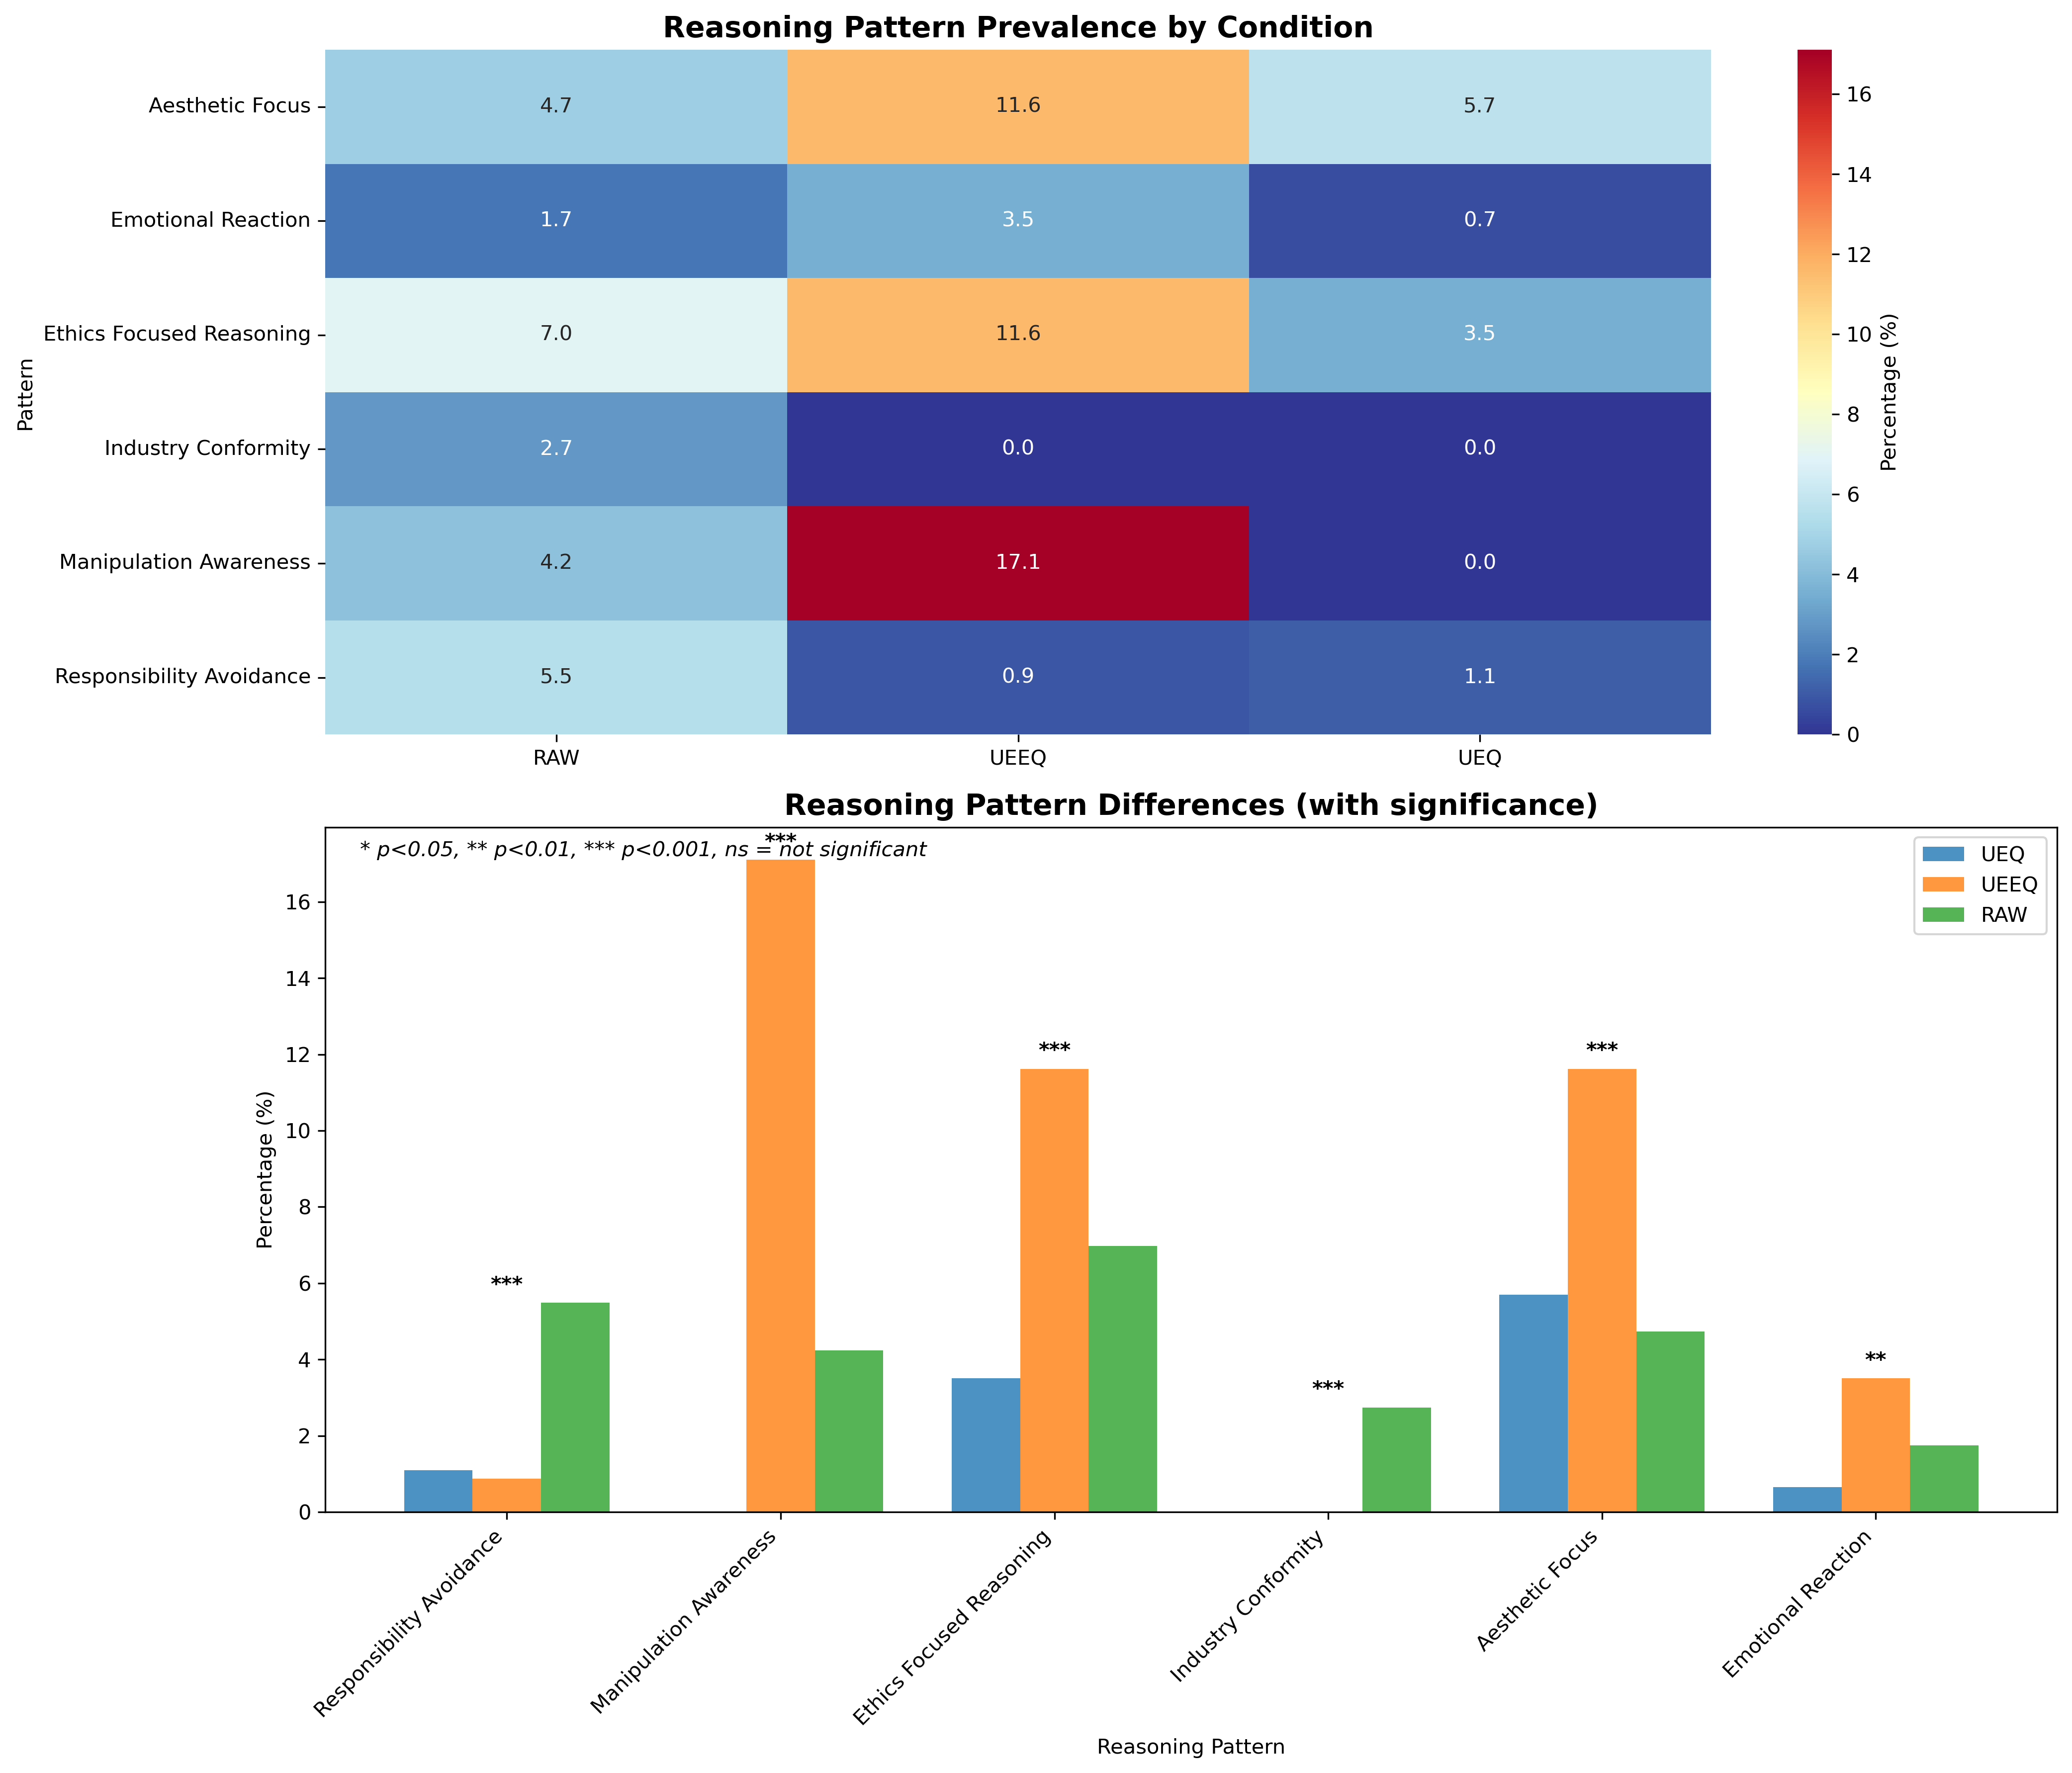 Reasoning Pattern Prevalence by Condition
Pattern
Aesthetic Focus 4.7 11.6 5.7
Emotional Reaction 1.7 3.5 0.7
Ethics Focused Reasoning 7.0 11.6 3.5
Industry Conformity 2.7 0.0 0.0
Manipulation Awareness 4.2 17.1 0.0
Responsibility Avoidance 5.5 0.9 1.1
RAW UEEQ UEQ
16
14
12
10
8
6
4
2
0
Percentage (%)
Reasoning Pattern Differences (with significance)
* p<0.05, ** p<0.01, *** p<0.001, ns = not significant
UEQ
UEEQ
RAW
Percentage (%)
16
14
12
10
8
6
4
2
0
***
***
***
***
***
**
Responsibility Avoidance
Manipulation Awareness
Ethics Focused Reasoning
Industry Conformity
Aesthetic Focus
Emotional Reaction
Reasoning Pattern